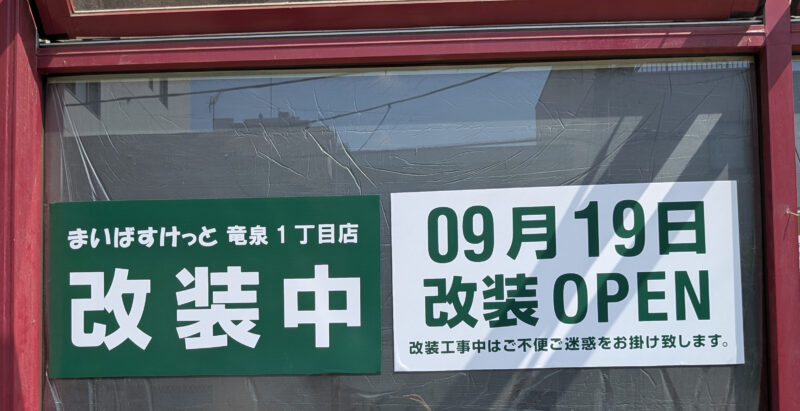 まいばすけっと 竜泉1丁目店
改装中
09月19日
改装OPEN
改装工事中はご不便ご迷惑をお掛け致します。